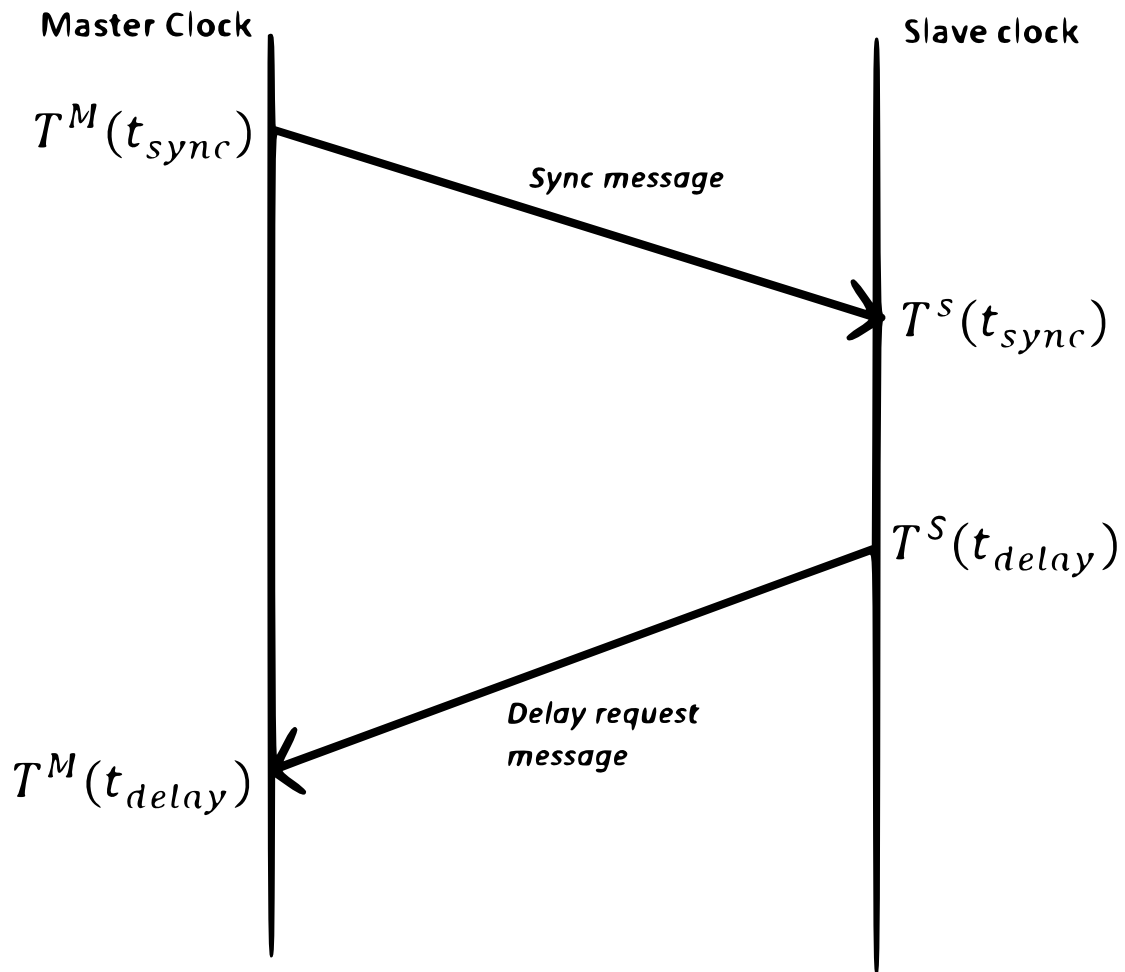 Master Clock
Slave clock
T^M(t_sync)
Sync message
T^s(t_sync)
T^S(t_delay)
Delay request
message
T^M(t_delay)